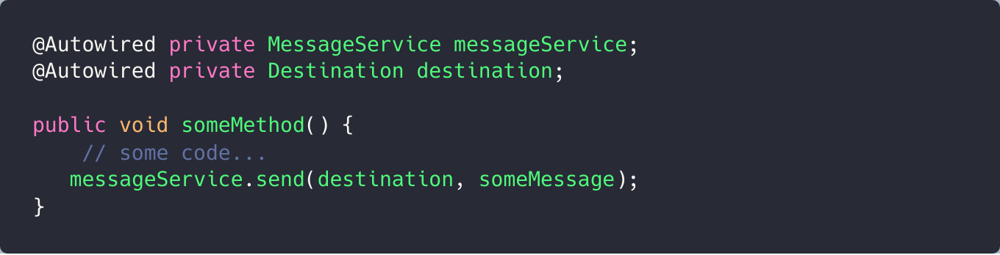 @Autowired private MessageService messageService;
@Autowired private Destination destination;
public void someMethod() {
// some code...
messageService.send(destination, someMessage);
}